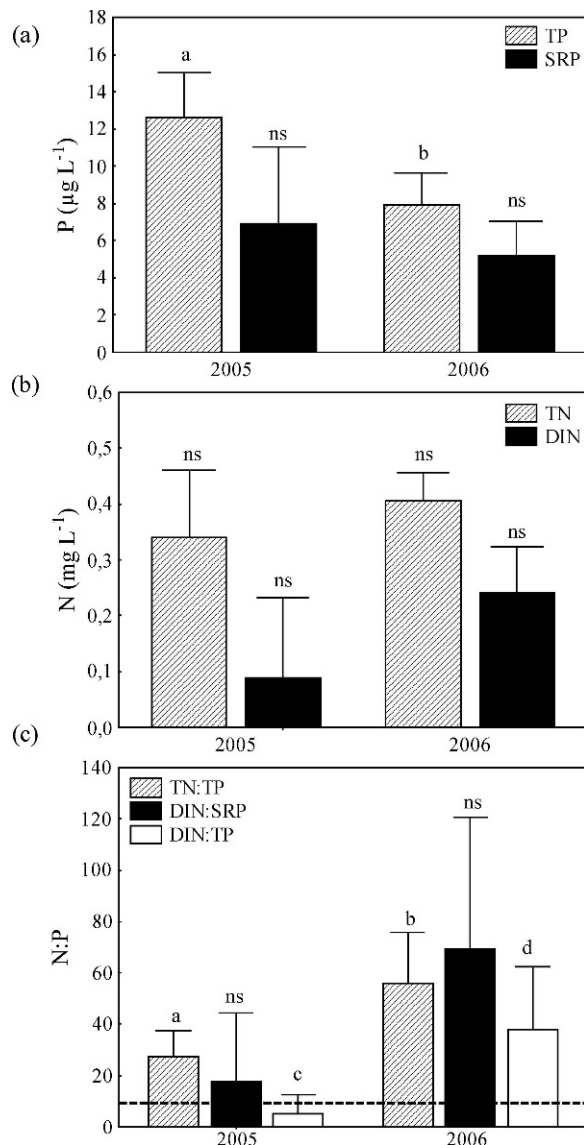 (a)
18
16
14
12
10
8
6
4
2
0
P (µg L-1)
TP
SRP
a
ns
b
ns
2005 2006
(b)
0,6
0,5
0,4
0,3
0,2
0,1
0,0
N (mg L-1)
TN
DIN
ns
ns
ns
ns
2005 2006
(c)
140
120
100
80
60
40
20
0
N:P
TN:TP
DIN:SRP
DIN:TP
a
ns
c
b
ns
d
2005 2006